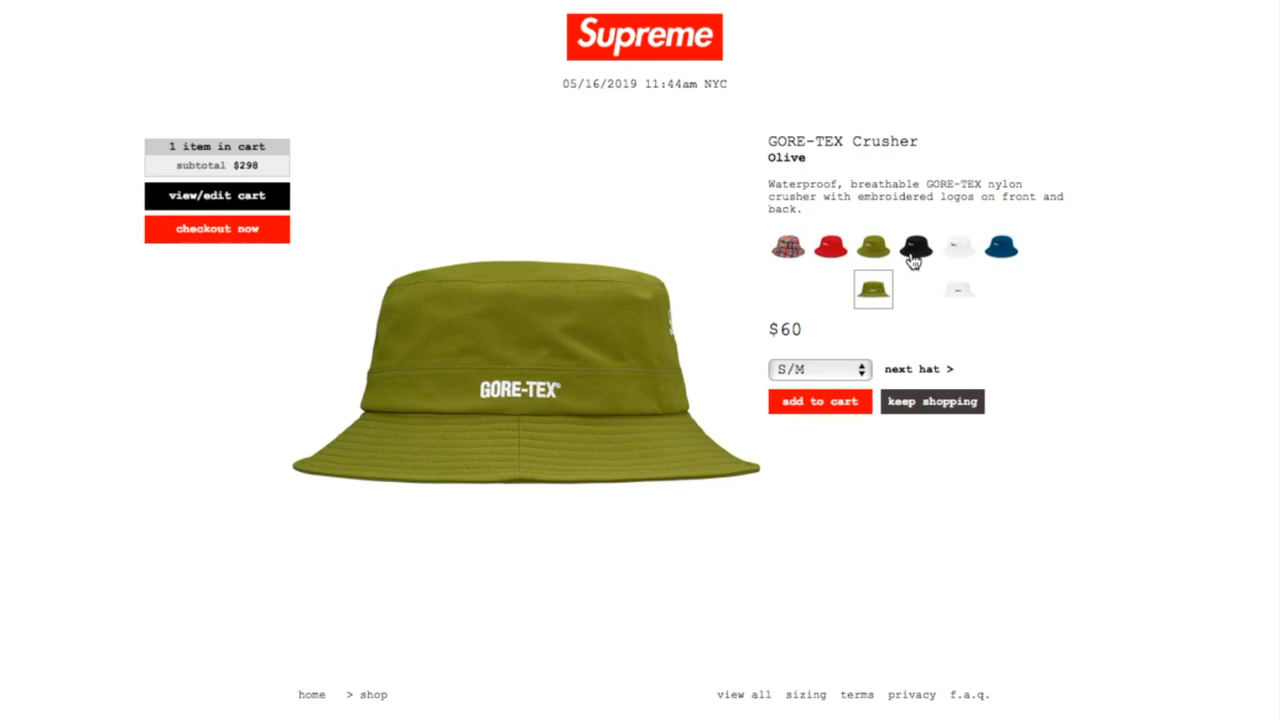 Supreme
05/16/2019 11:44am NYC
1 item in cart
subtotal $298
view/edit cart
checkout now
GORE-TEX Crusher
Olive
Waterproof, breathable GORE-TEX nylon
crusher with embroidered logos on front and
back.
$60
S/M
next hat >
add to cart
keep shopping
GORE-TEX®
home > shop
view all sizing terms privacy f.a.q.